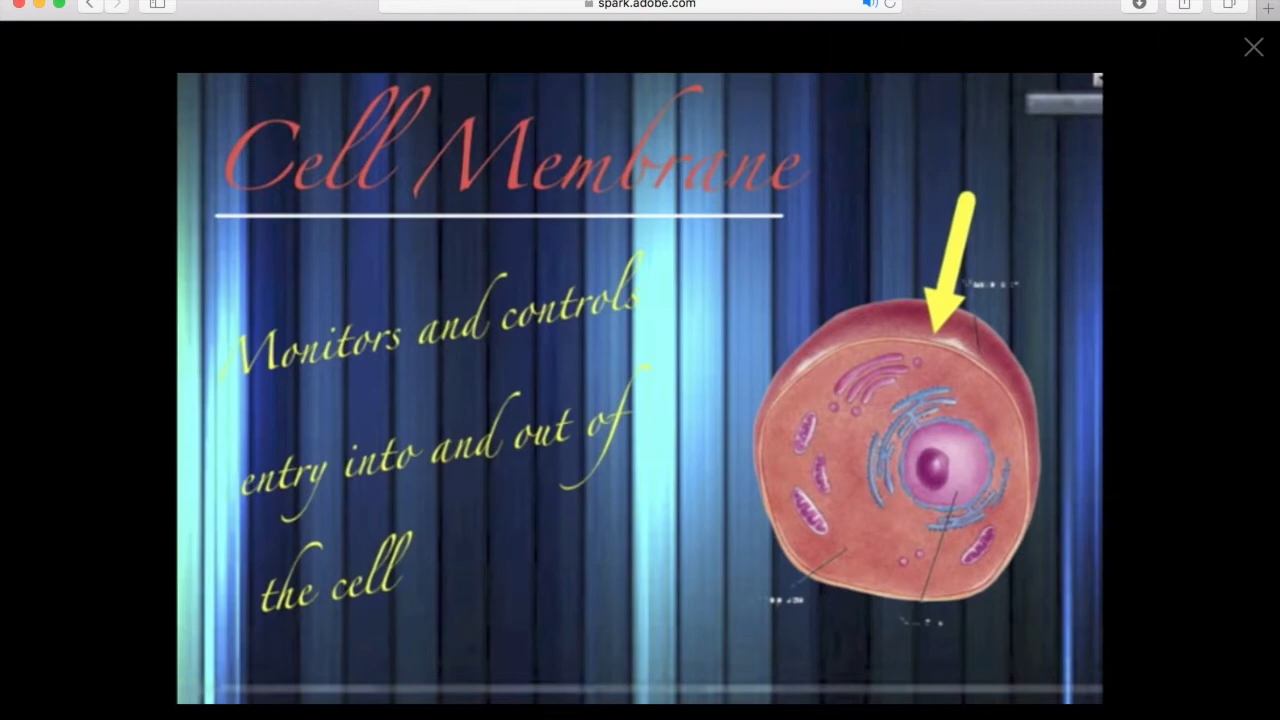 spark.adobe.com
Cell Membrane
Monitors and controls
entry into and out of
the cell